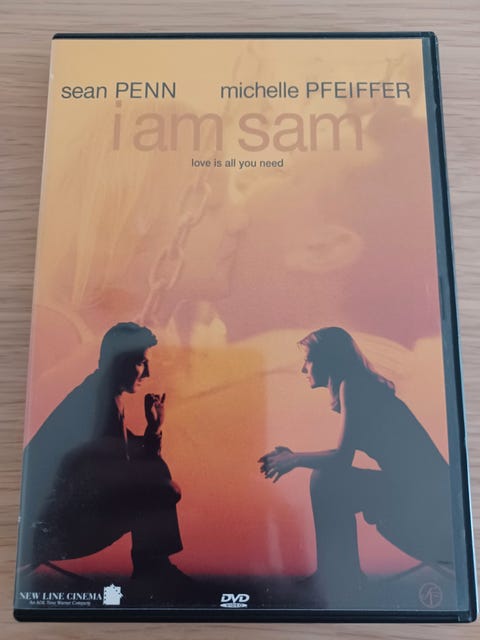 sean PENN michelle PFEIFFER
i am sam
love is all you need
NEW LINE CINEMA
An AOL Time Warner Company
DVD
VIDEO